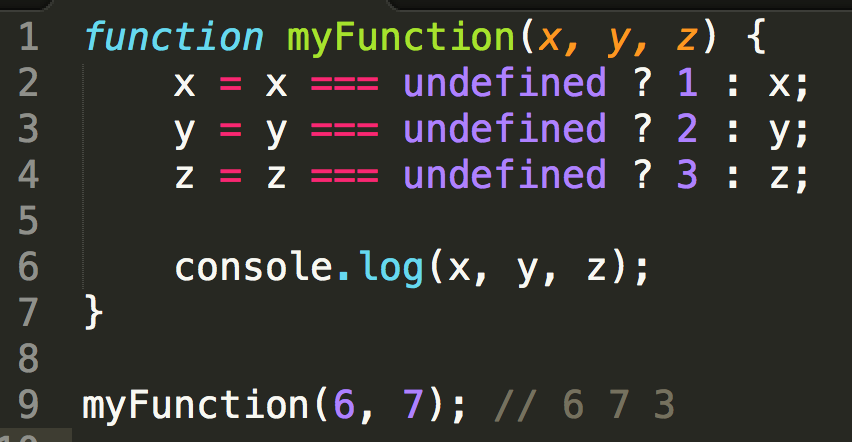 1 function myFunction(x, y, z) {
2     x = x === undefined ? 1 : x;
3     y = y === undefined ? 2 : y;
4     z = z === undefined ? 3 : z;
5
6     console.log(x, y, z);
7 }
8
9 myFunction(6, 7); // 6 7 3
10